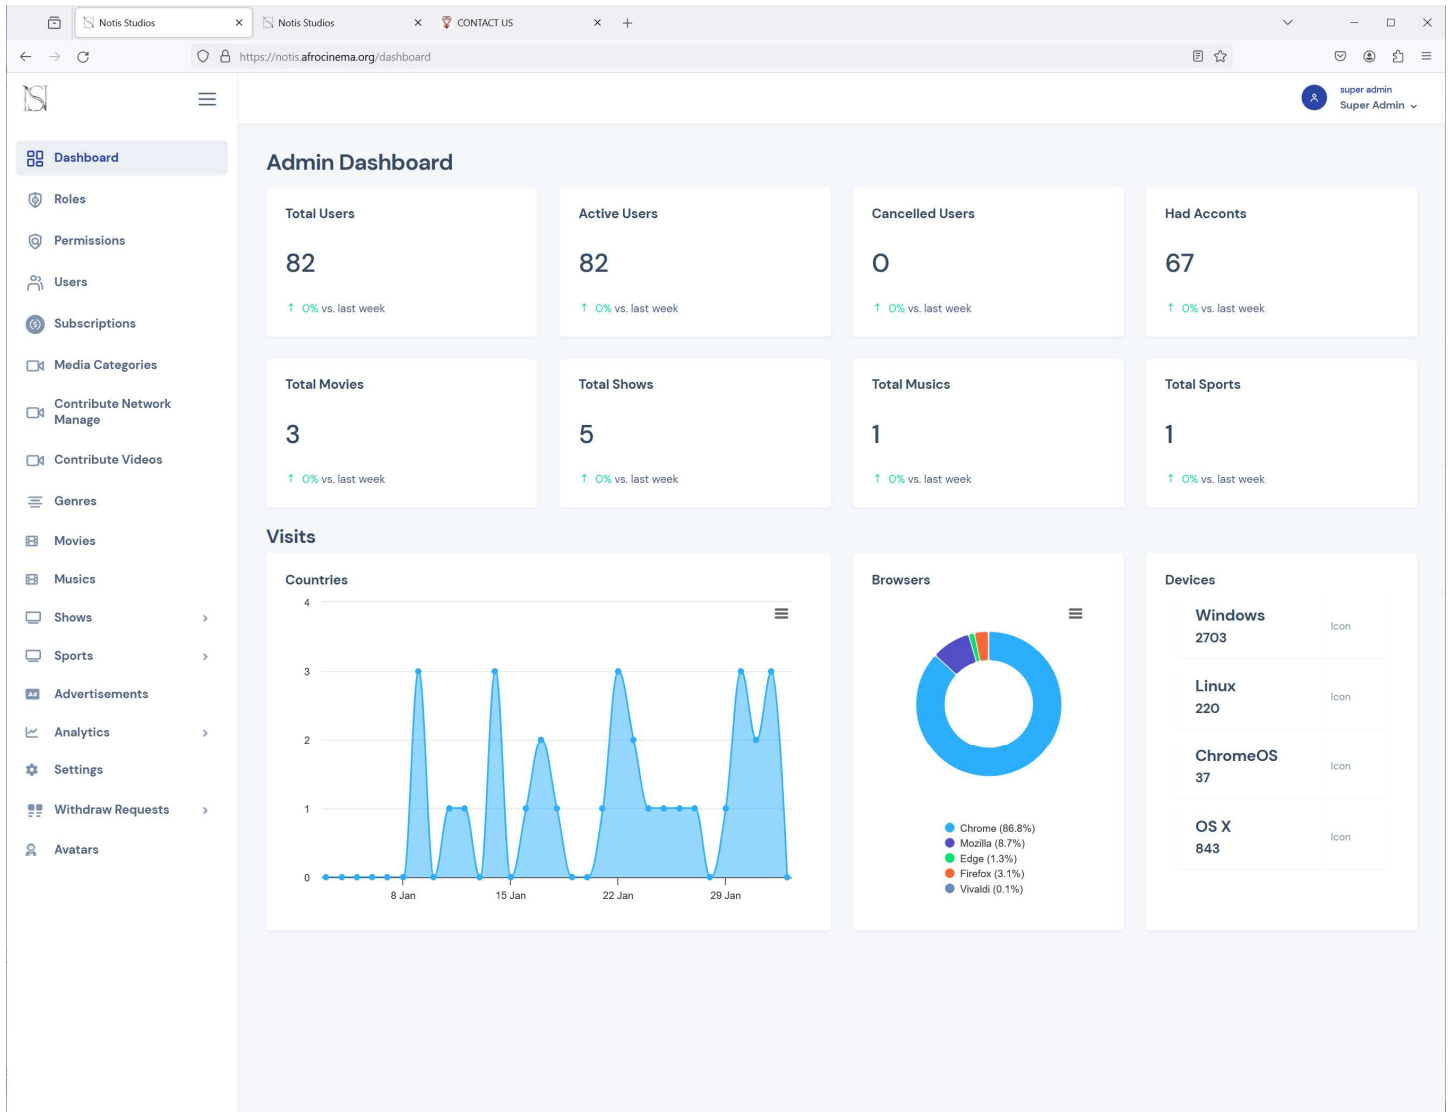 Notis Studios
Notis Studios
CONTACT US
https://notis.afrocinema.org/dashboard
super admin
Super Admin
Dashboard
Roles
Permissions
Users
Subscriptions
Media Categories
Contribute Network
Manage
Contribute Videos
Genres
Movies
Musics
Shows
Sports
Ad
Advertisements
Analytics
Settings
Withdraw Requests
Avatars
Admin Dashboard
Total Users
82
↑ 0% vs. last week
Active Users
82
↑ 0% vs. last week
Cancelled Users
0
↑ 0% vs. last week
Had Acconts
67
↑ 0% vs. last week
Total Movies
3
↑ 0% vs. last week
Total Shows
5
↑ 0% vs. last week
Total Musics
1
↑ 0% vs. last week
Total Sports
1
↑ 0% vs. last week
Visits
Countries
4
3
2
1
0
8 Jan
15 Jan
22 Jan
29 Jan
Browsers
Chrome (86.8%)
Mozilla (8.7%)
Edge (1.3%)
Firefox (3.1%)
Vivaldi (0.1%)
Devices
Windows
2703
Icon
Linux
220
Icon
ChromeOS
37
Icon
OS X
843
Icon